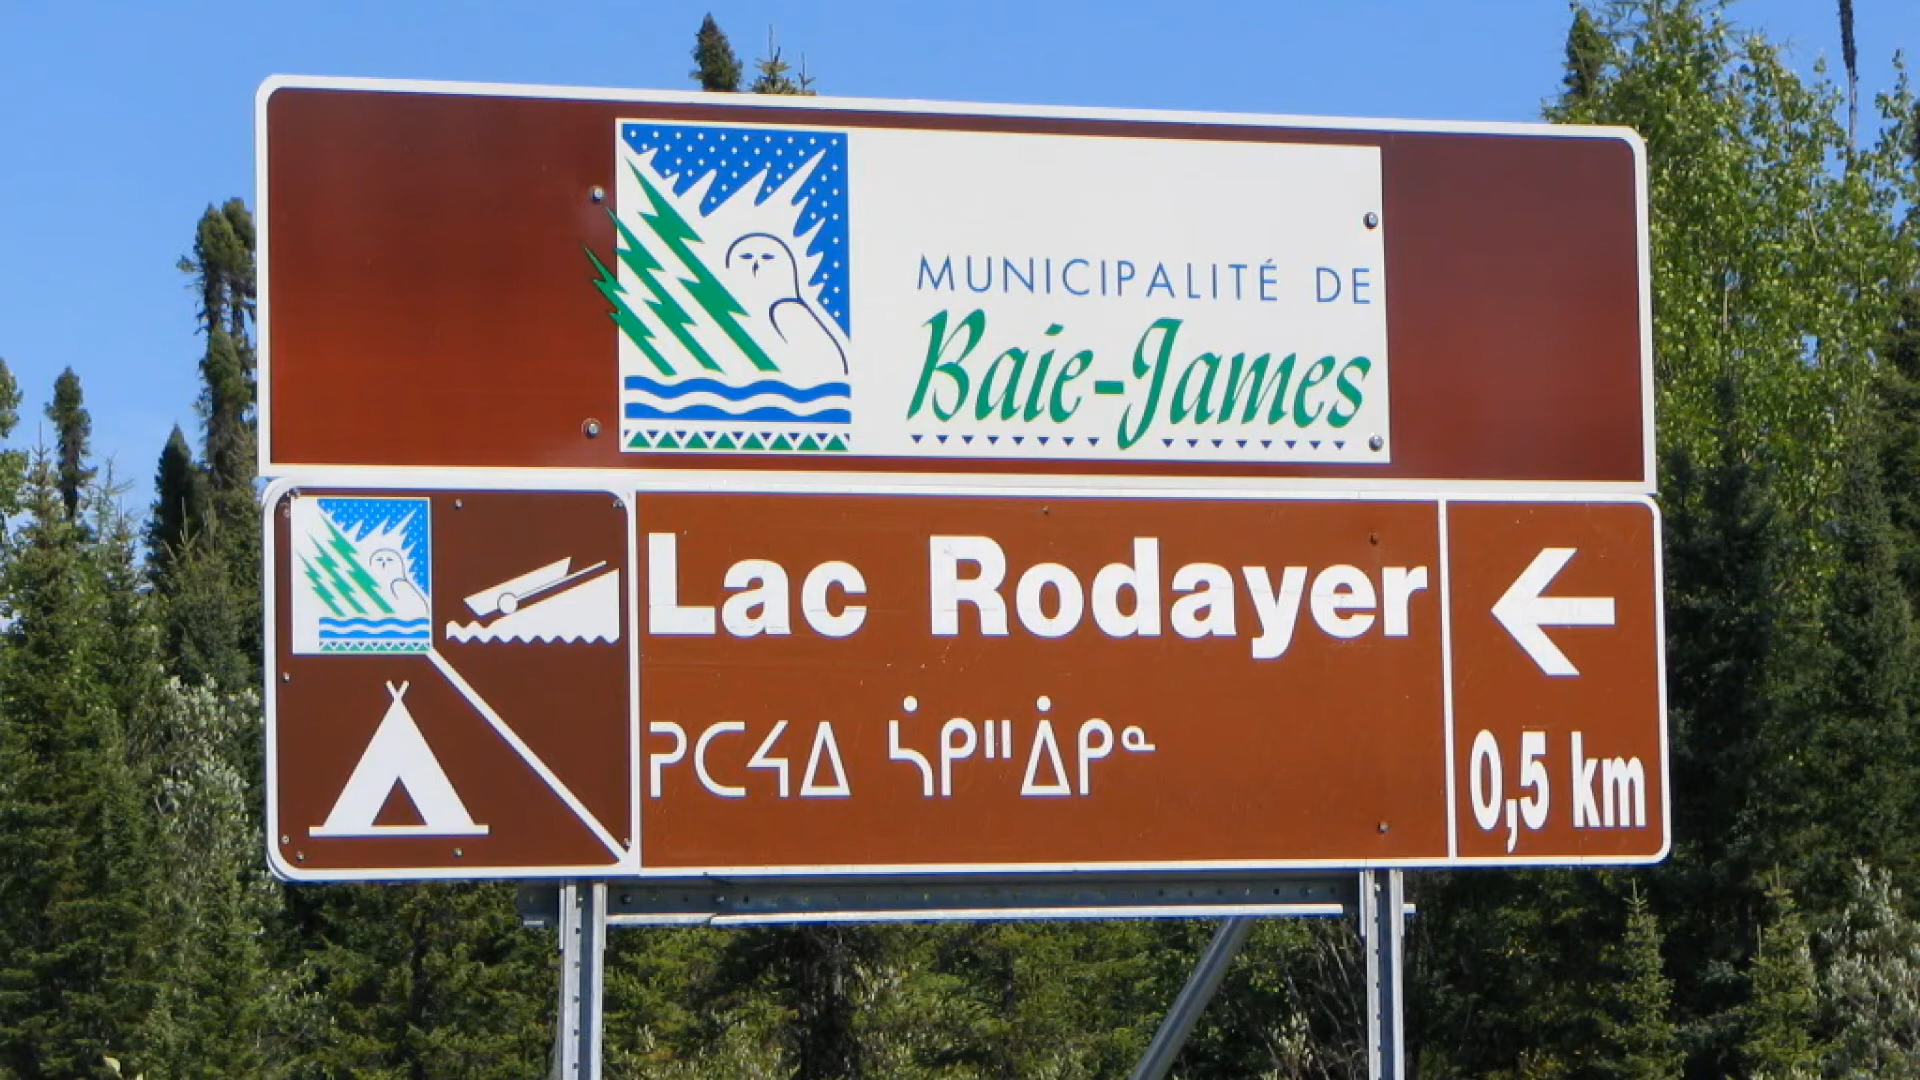 MUNICIPALITÉ DE
Baie-James
Lac Rodayer
ᕈᑕᔦᐃ ᓵᑭᐦᐄᑭᓐ
0,5 km